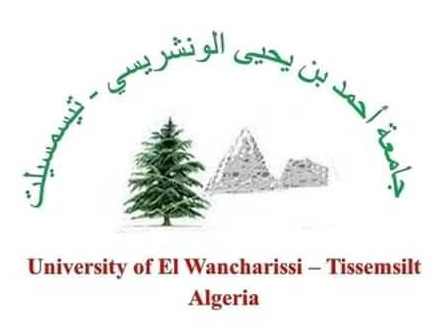 جامعة أحمد بن يحيى الونشريسي - تيسمسيلت
University of El Wancharissi – Tissemsilt
Algeria